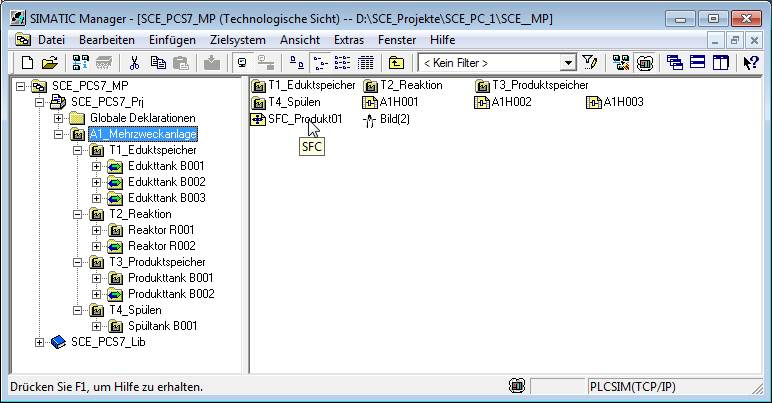 SIMATIC Manager - [SCE_PCS7_MP (Technologische Sicht) -- D:\SCE_Projekte\SCE_PC_1\SCE__MP]
Datei Bearbeiten Einfügen Zielsystem Ansicht Extras Fenster Hilfe
< Kein Filter >
SCE_PCS7_MP
SCE_PCS7_Prj
Globale Deklarationen
A1_Mehrzweckanlage
T1_Eduktspeicher
Edukttank B001
Edukttank B002
Edukttank B003
T2_Reaktion
Reaktor R001
Reaktor R002
T3_Produktspeicher
Produkttank B001
Produkttank B002
T4_Spülen
Spültank B001
SCE_PCS7_Lib
T1_Eduktspeicher T2_Reaktion T3_Produktspeicher
T4_Spülen A1H001 A1H002 A1H003
SFC_Produkt01 Bild(2)
SFC
Drücken Sie F1, um Hilfe zu erhalten. PLCSIM(TCP/IP)